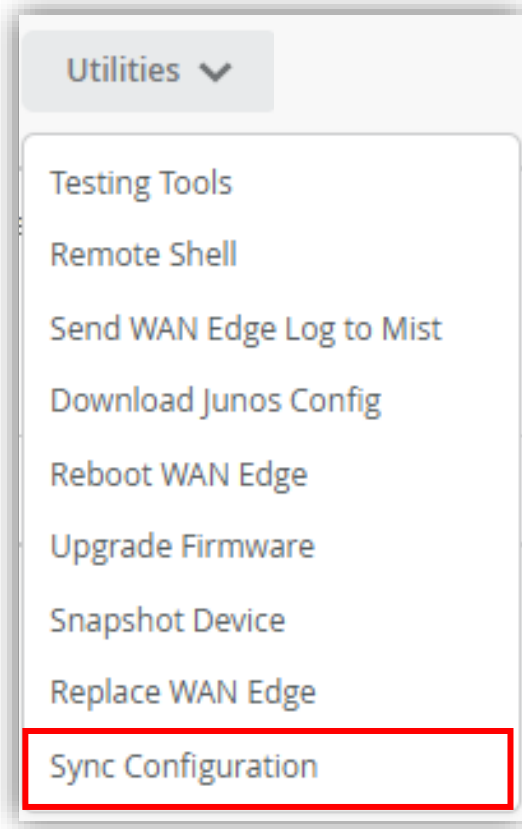 Utilities
Testing Tools
Remote Shell
Send WAN Edge Log to Mist
Download Junos Config
Reboot WAN Edge
Upgrade Firmware
Snapshot Device
Replace WAN Edge
Sync Configuration